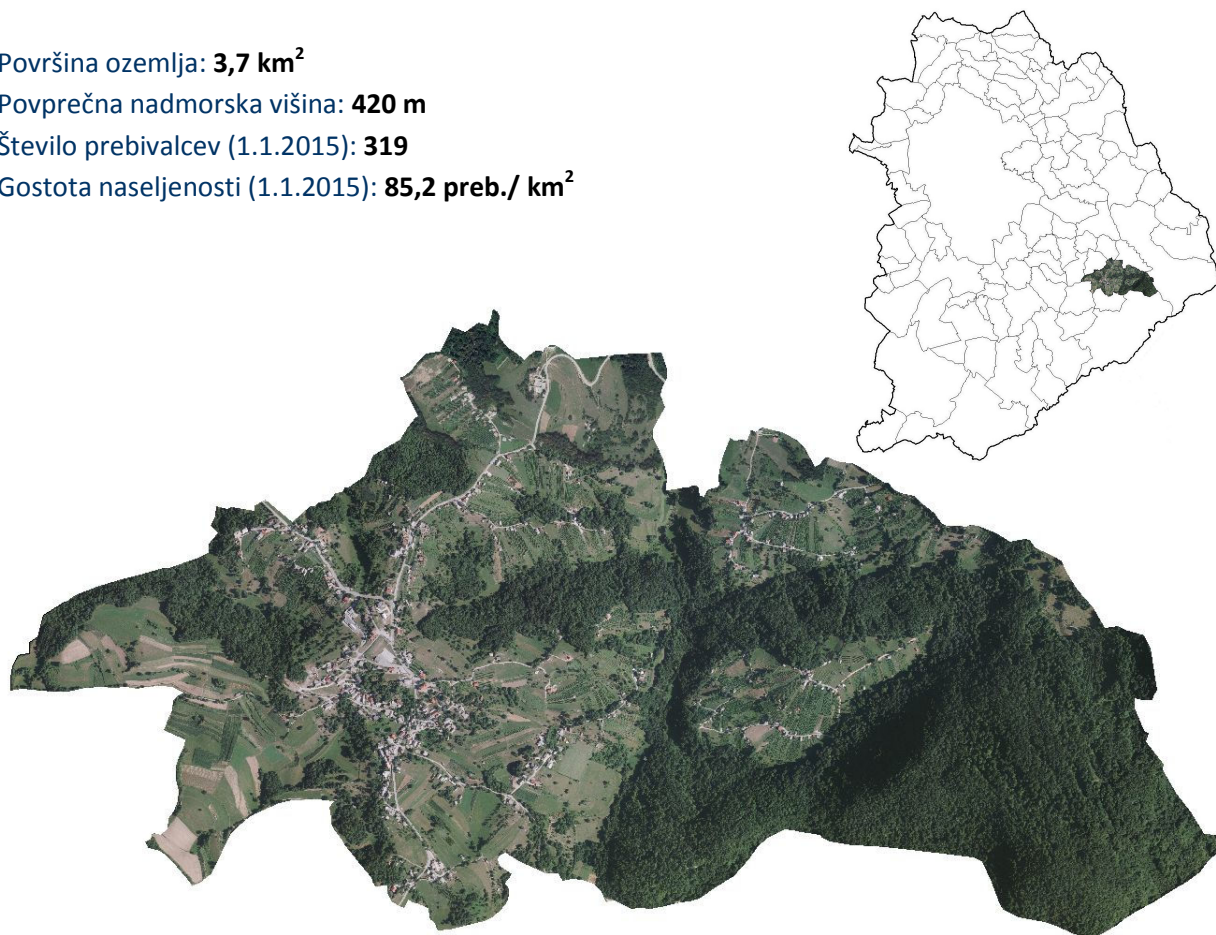 Površina ozemlja: 3,7 km²
Povprečna nadmorska višina: 420 m
Število prebivalcev (1.1.2015): 319
Gostota naseljenosti (1.1.2015): 85,2 preb./ km²